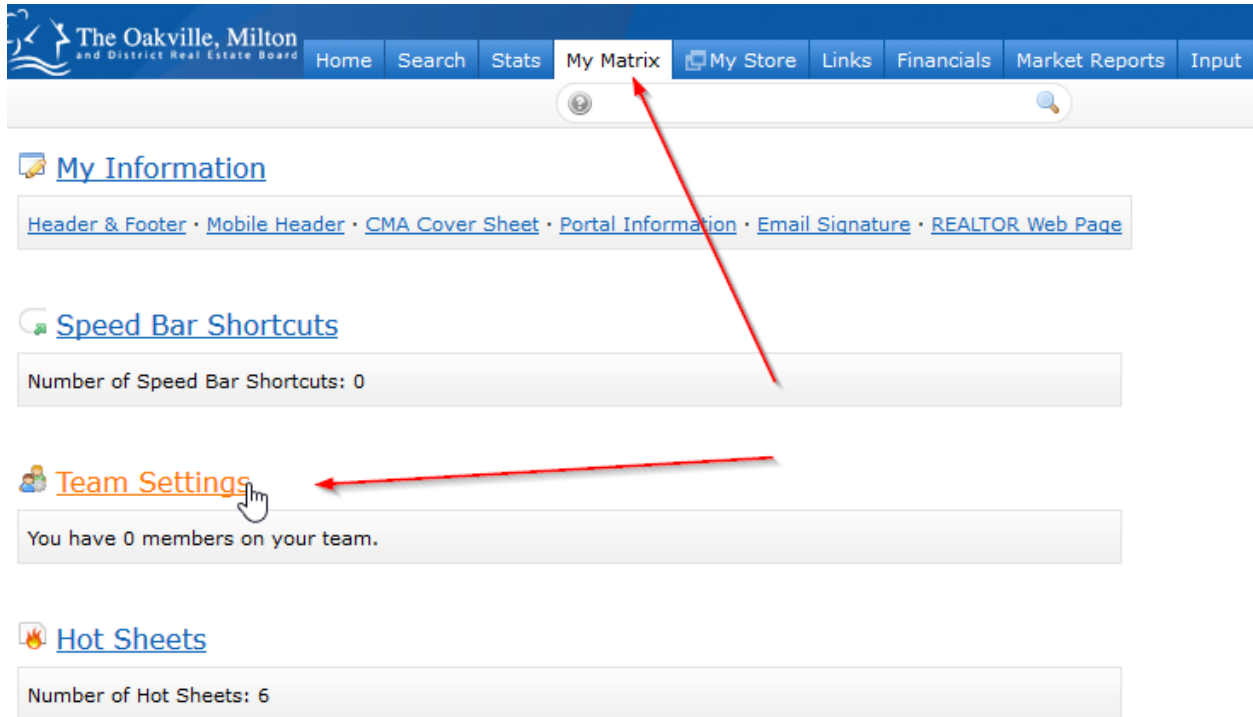 The Oakville, Milton
and District Real Estate Board
Home Search Stats My Matrix My Store Links Financials Market Reports Input
My Information
Header & Footer · Mobile Header · CMA Cover Sheet · Portal Information · Email Signature · REALTOR Web Page
Speed Bar Shortcuts
Number of Speed Bar Shortcuts: 0
Team Settings
You have 0 members on your team.
Hot Sheets
Number of Hot Sheets: 6